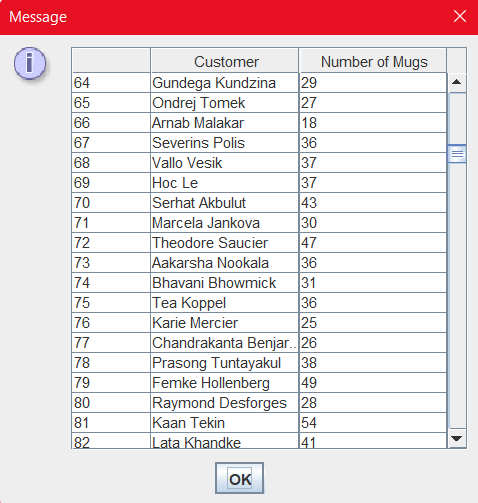 Message
Customer Number of Mugs
64 Gundega Kundzina 29
65 Ondrej Tomek 27
66 Arnab Malakar 18
67 Severins Polis 36
68 Vallo Vesik 37
69 Hoc Le 37
70 Serhat Akbulut 43
71 Marcela Jankova 30
72 Theodore Saucier 47
73 Aakarsha Nookala 36
74 Bhavani Bhowmick 31
75 Tea Koppel 36
76 Karie Mercier 25
77 Chandrakanta Benjar... 26
78 Prasong Tuntayakul 38
79 Femke Hollenberg 49
80 Raymond Desforges 28
81 Kaan Tekin 54
82 Lata Khandke 41
OK